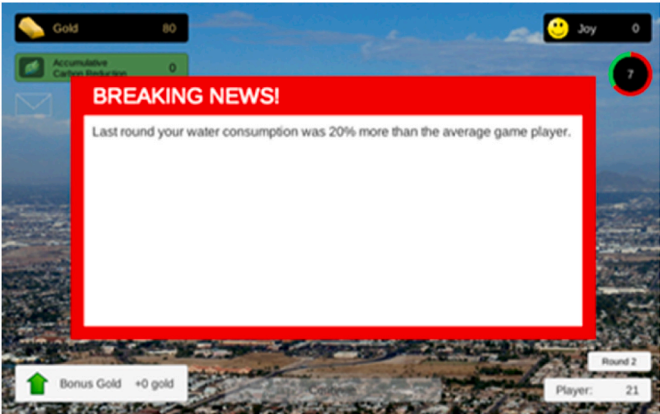 Gold 80
Joy 0
Accumulative
Carbon Reduction 0
7
BREAKING NEWS!
Last round your water consumption was 20% more than the average game player.
Round 2
Bonus Gold +0 gold
Player: 21